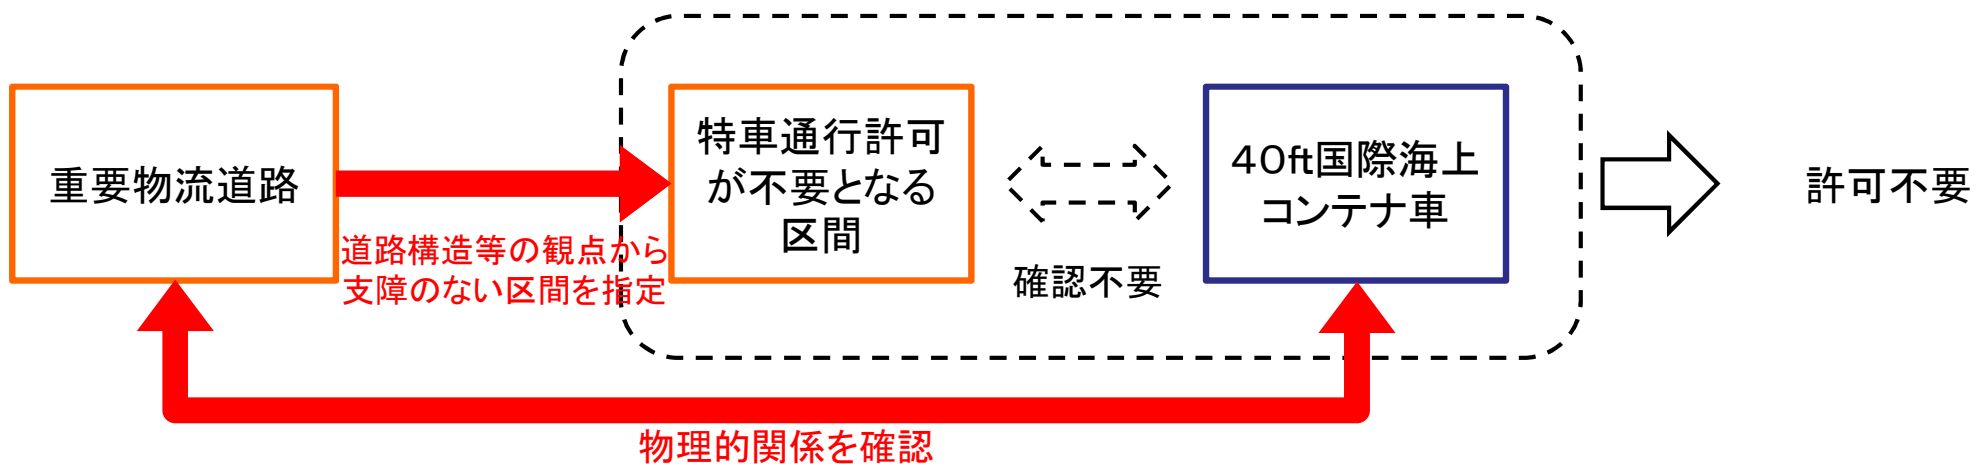 重要物流道路
道路構造等の観点から
支障のない区間を指定
特車通行許可
が不要となる
区間
確認不要
40ft国際海上
コンテナ車
許可不要
物理的関係を確認